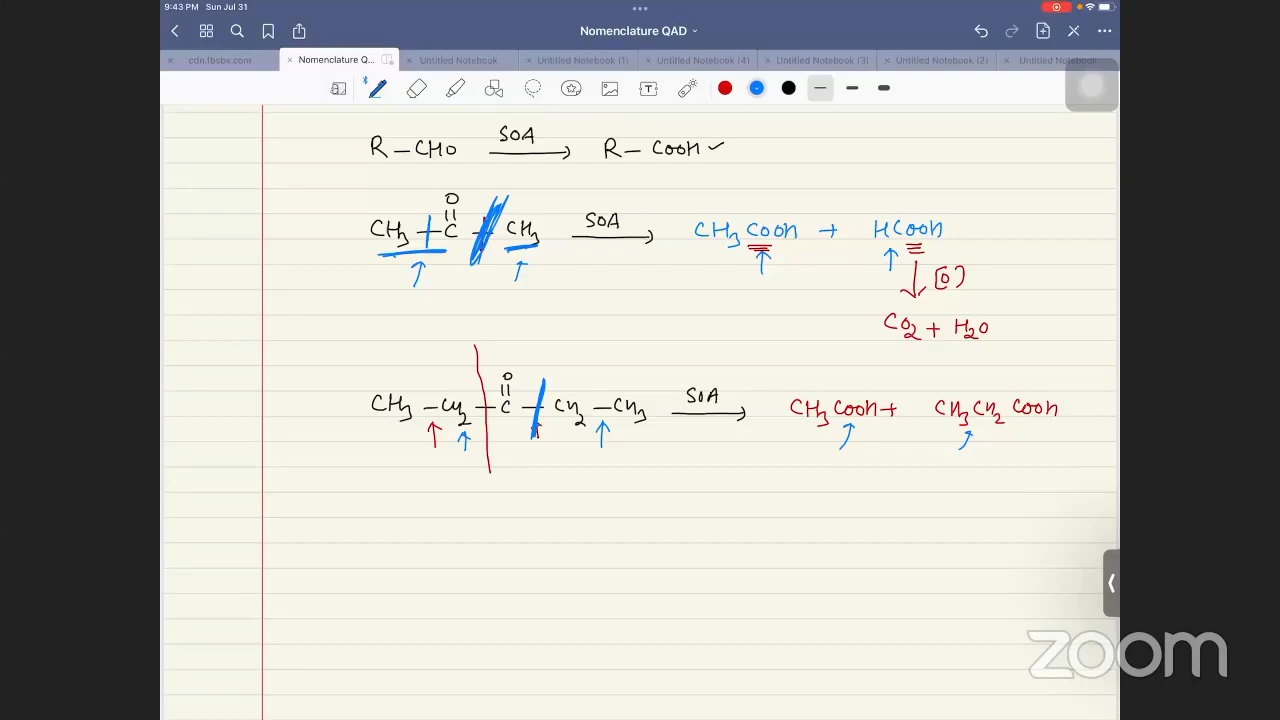 9:43 PM Sun Jul 31
Nomenclature QAD
cdn.fbsbx.com Nomenclature Q... Untitled Notebook Untitled Notebook (1) Untitled Notebook (4) Untitled Notebook (3) Untitled Notebook (2) Untitled Notebook
R — CHO SOA → R — COOH ✓
O
CH3 — C — CH3 SOA → CH3COOH + HCOOH
[O]
CO2 + H2O
O
CH3 — CH2 — C — CH2 — CH3 SOA → CH3COOH + CH3CH2COOH
zoom